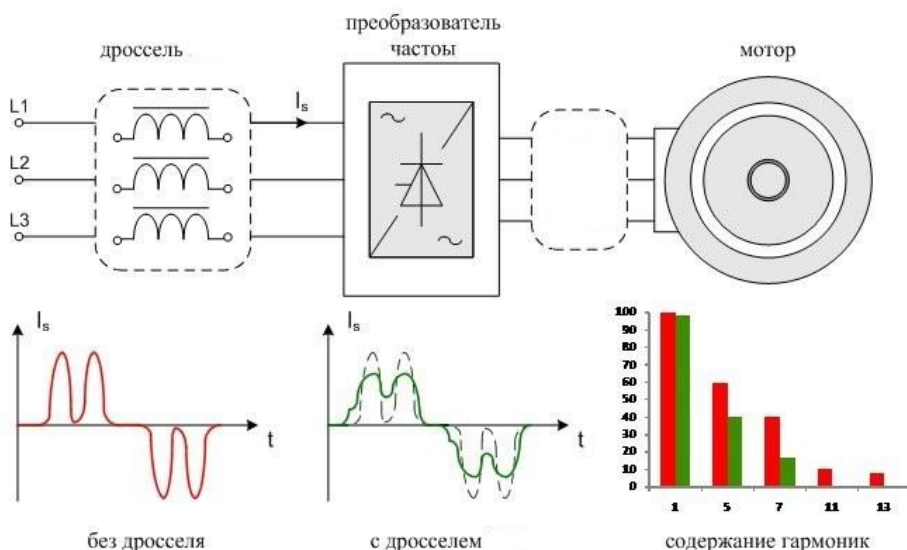 дроссель
преобразователь
частоы
мотор
L1
L2
L3
Is
Is
t
без дросселя
Is
t
с дросселем
100
90
80
70
60
50
40
30
20
10
0
1 5 7 11 13
содержание гармоник